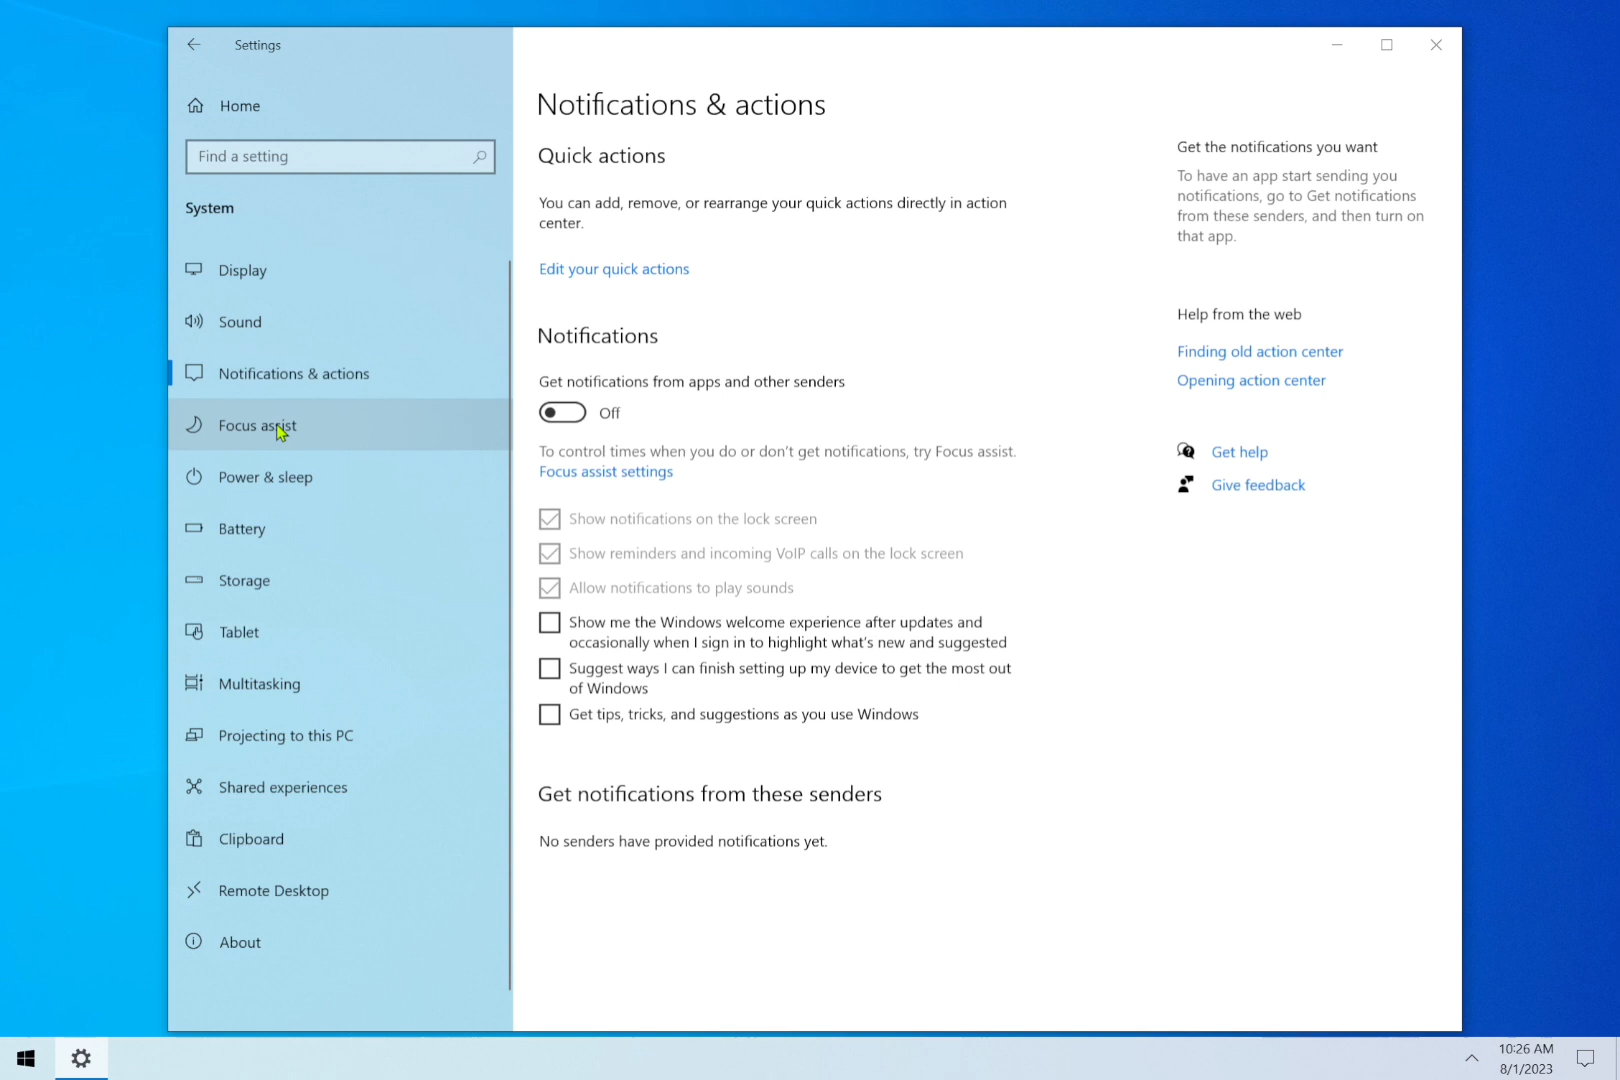 Settings
Home
Find a setting
System
Display
Sound
Notifications & actions
Focus assist
Power & sleep
Battery
Storage
Tablet
Multitasking
Projecting to this PC
Shared experiences
Clipboard
Remote Desktop
About
Notifications & actions
Quick actions
You can add, remove, or rearrange your quick actions directly in action
center.
Edit your quick actions
Notifications
Get notifications from apps and other senders
Off
To control times when you do or don't get notifications, try Focus assist.
Focus assist settings
Show notifications on the lock screen
Show reminders and incoming VoIP calls on the lock screen
Allow notifications to play sounds
Show me the Windows welcome experience after updates and
occasionally when I sign in to highlight what's new and suggested
Suggest ways I can finish setting up my device to get the most out
of Windows
Get tips, tricks, and suggestions as you use Windows
Get notifications from these senders
No senders have provided notifications yet.
Get the notifications you want
To have an app start sending you
notifications, go to Get notifications
from these senders, and then turn on
that app.
Help from the web
Finding old action center
Opening action center
Get help
Give feedback
10:26 AM
8/1/2023